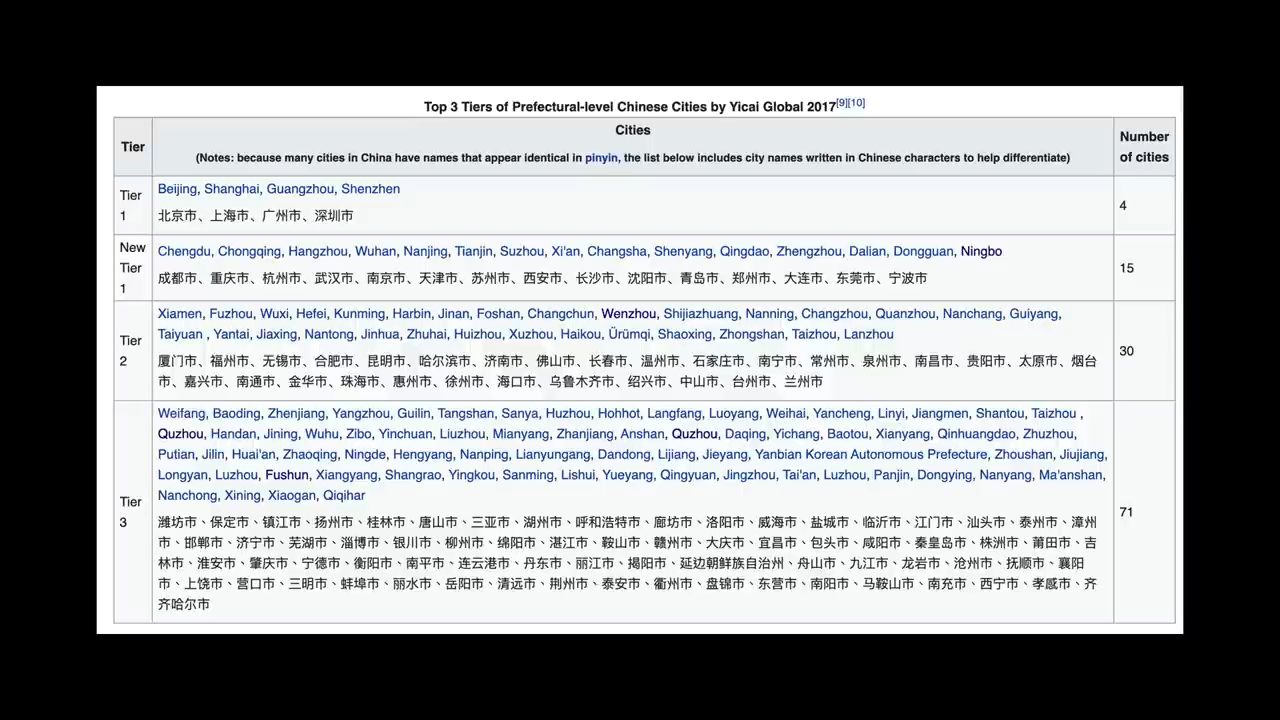 Top 3 Tiers of Prefectural-level Chinese Cities by Yicai Global 2017[9][10]
Tier
Cities
(Notes: because many cities in China have names that appear identical in pinyin, the list below includes city names written in Chinese characters to help differentiate)
Number
of cities
Tier
1
Beijing, Shanghai, Guangzhou, Shenzhen
北京市、上海市、广州市、深圳市
4
New
Tier
1
Chengdu, Chongqing, Hangzhou, Wuhan, Nanjing, Tianjin, Suzhou, Xi'an, Changsha, Shenyang, Qingdao, Zhengzhou, Dalian, Dongguan, Ningbo
成都市、重庆市、杭州市、武汉市、南京市、天津市、苏州市、西安市、长沙市、沈阳市、青岛市、郑州市、大连市、东莞市、宁波市
15
Tier
2
Xiamen, Fuzhou, Wuxi, Hefei, Kunming, Harbin, Jinan, Foshan, Changchun, Wenzhou, Shijiazhuang, Nanning, Changzhou, Quanzhou, Nanchang, Guiyang,
Taiyuan , Yantai, Jiaxing, Nantong, Jinhua, Zhuhai, Huizhou, Xuzhou, Haikou, Ürümqi, Shaoxing, Zhongshan, Taizhou, Lanzhou
厦门市、福州市、无锡市、合肥市、昆明市、哈尔滨市、济南市、佛山市、长春市、温州市、石家庄市、南宁市、常州市、泉州市、南昌市、贵阳市、太原市、烟台
市、嘉兴市、南通市、金华市、珠海市、惠州市、徐州市、海口市、乌鲁木齐市、绍兴市、中山市、台州市、兰州市
30
Tier
3
Weifang, Baoding, Zhenjiang, Yangzhou, Guilin, Tangshan, Sanya, Huzhou, Hohhot, Langfang, Luoyang, Weihai, Yancheng, Linyi, Jiangmen, Shantou, Taizhou ,
Quzhou, Handan, Jining, Wuhu, Zibo, Yinchuan, Liuzhou, Mianyang, Zhanjiang, Anshan, Quzhou, Daqing, Yichang, Baotou, Xianyang, Qinhuangdao, Zhuzhou,
Putian, Jilin, Huai'an, Zhaoqing, Ningde, Hengyang, Nanping, Lianyungang, Dandong, Lijiang, Jieyang, Yanbian Korean Autonomous Prefecture, Zhoushan, Jiujiang,
Longyan, Luzhou, Fushun, Xiangyang, Shangrao, Yingkou, Sanming, Lishui, Yueyang, Qingyuan, Jingzhou, Tai'an, Luzhou, Panjin, Dongying, Nanyang, Ma'anshan,
Nanchong, Xining, Xiaogan, Qiqihar
潍坊市、保定市、镇江市、扬州市、桂林市、唐山市、三亚市、湖州市、呼和浩特市、廊坊市、洛阳市、威海市、盐城市、临沂市、江门市、汕头市、泰州市、漳州
市、邯郸市、济宁市、芜湖市、淄博市、银川市、柳州市、绵阳市、湛江市、鞍山市、赣州市、大庆市、宜昌市、包头市、咸阳市、秦皇岛市、株洲市、莆田市、吉
林市、淮安市、肇庆市、宁德市、衡阳市、南平市、连云港市、丹东市、丽江市、揭阳市、延边朝鲜族自治州、舟山市、九江市、龙岩市、沧州市、抚顺市、襄阳
市、上饶市、营口市、三明市、蚌埠市、丽水市、岳阳市、清远市、荆州市、泰安市、衢州市、盘锦市、东营市、南阳市、马鞍山市、南充市、西宁市、孝感市、齐
齐哈尔市
71